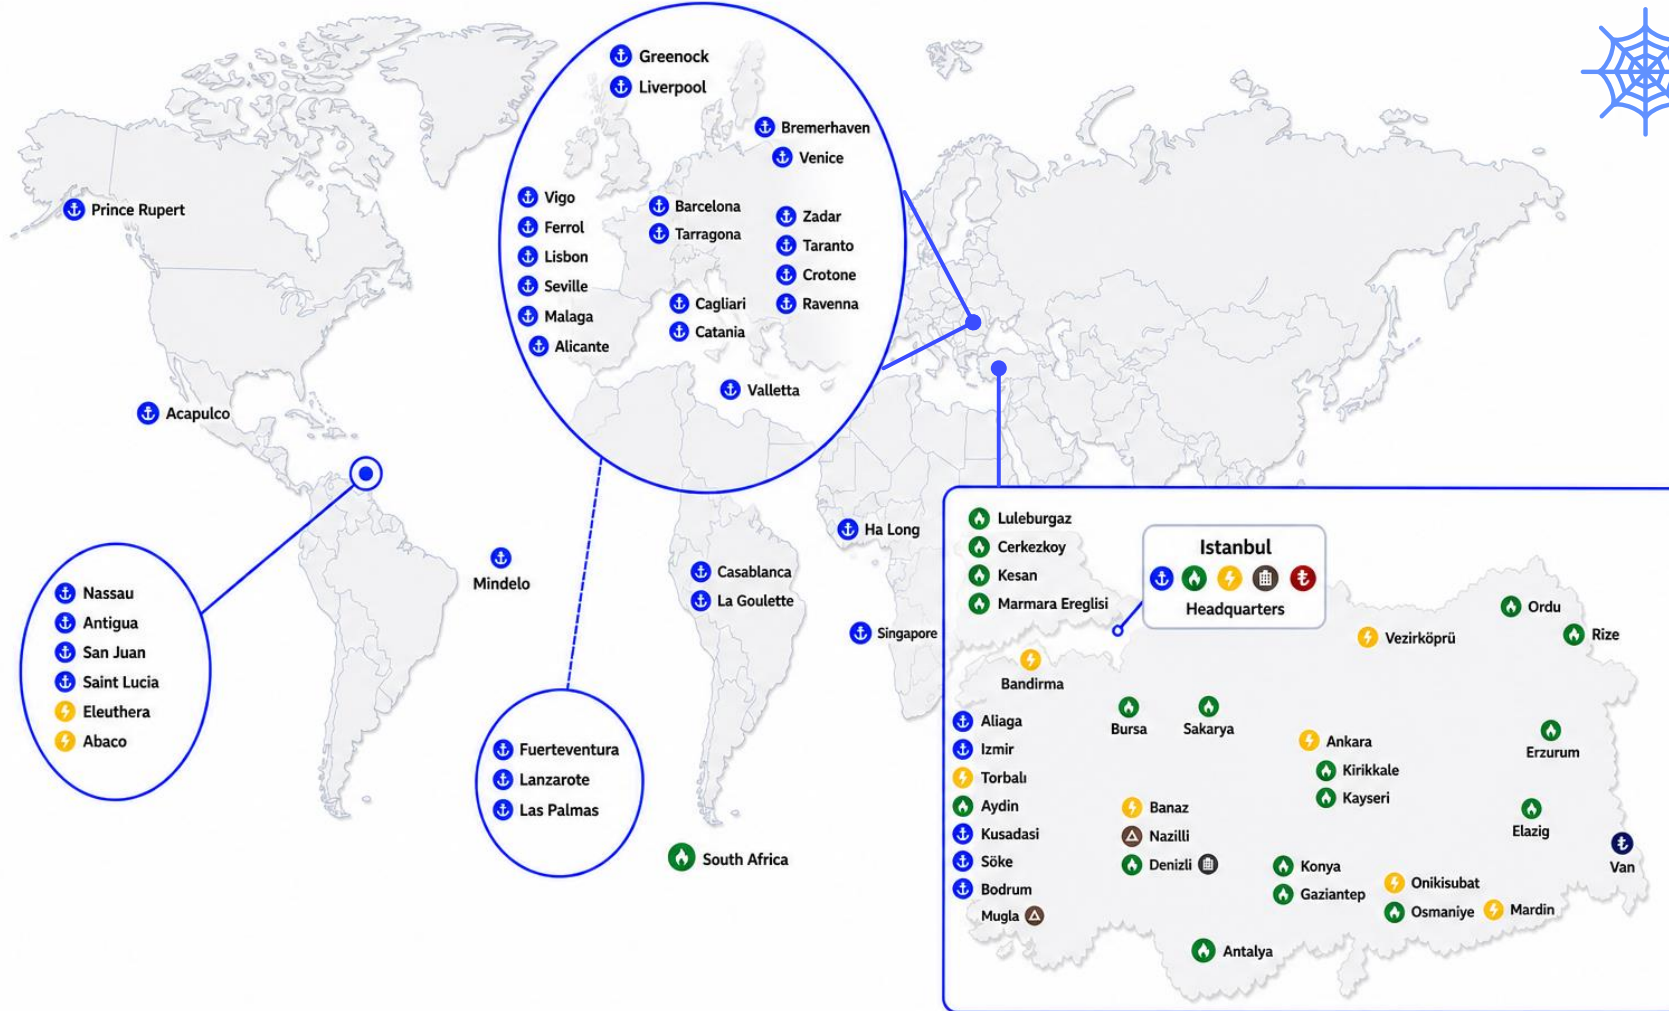 Greenock
Liverpool
Bremerhaven
Venice
Vigo
Ferrol
Lisbon
Seville
Malaga
Alicante
Barcelona
Tarragona
Zadar
Taranto
Crotone
Ravenna
Cagliari
Catania
Valletta
Prince Rupert
Acapulco
Nassau
Antigua
San Juan
Saint Lucia
Eleuthera
Abaco
Mindelo
Fuerteventura
Lanzarote
Las Palmas
Casablanca
La Goulette
South Africa
Ha Long
Singapore
Luleburgaz
Cerkezkoy
Kesan
Marmara Ereglisi
Istanbul
Headquarters
Bandirma
Bursa
Sakarya
Vezirköprü
Ordu
Rize
Aliaga
Izmir
Torbalı
Aydin
Kusadasi
Söke
Bodrum
Mugla
Banaz
Nazilli
Denizli
Ankara
Kirikkale
Kayseri
Erzurum
Elazig
Van
Konya
Gaziantep
Onikisubat
Osmaniye
Mardin
Antalya